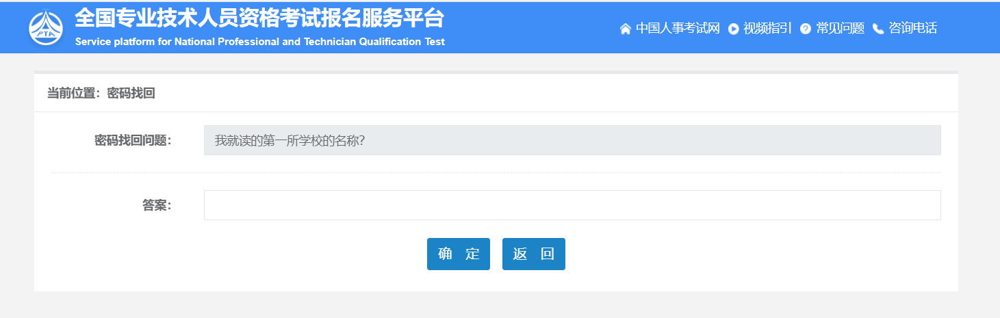 全国专业技术人员资格考试报名服务平台
PTA
Service platform for National Professional and Technician Qualification Test
中国人事考试网 视频指引 ? 常见问题 咨询电话
当前位置：密码找回
密码找回问题： 我就读的第一所学校的名称?
答案：
确 定 返 回